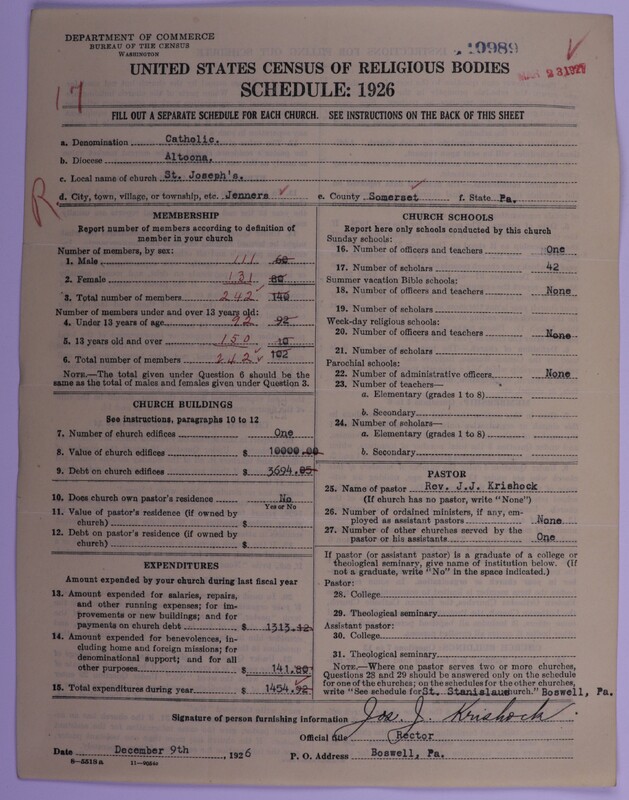 DEPARTMENT OF COMMERCE
BUREAU OF THE CENSUS
WASHINGTON
10989
UNITED STATES CENSUS OF RELIGIOUS BODIES
SCHEDULE: 1926
17
FILL OUT A SEPARATE SCHEDULE FOR EACH CHURCH. SEE INSTRUCTIONS ON THE BACK OF THIS SHEET
a. Denomination Catholic.
b. Diocese Altoona.
c. Local name of church St. Joseph's.
d. City, town, village, or township, etc. Jenners e. County Somerset f. State Pa.
R
MEMBERSHIP
Report number of members according to definition of
member in your church
Number of members, by sex:
1. Male 111 60
2. Female 131 80
3. Total number of members 242 140
Number of members under and over 13 years old:
4. Under 13 years of age 92 92
5. 13 years old and over 150 10
6. Total number of members 242 102
NOTE.—The total given under Question 6 should be
same as the total of males and females given under Question 3.
CHURCH BUILDINGS
See instructions, paragraphs 10 to 12
7. Number of church edifices One
8. Value of church edifices $ 10000.00
9. Debt on church edifices $ 3694.05
10. Does church own pastor's residence No
Yes or No
11. Value of pastor's residence (if owned by
church) $
12. Debt on pastor's residence (if owned by
church) $
EXPENDITURES
Amount expended by your church during last fiscal year
13. Amount expended for salaries, repairs,
and other running expenses; for im-
provements or new buildings; and for
payments on church debt $ 1313.12
14. Amount expended for benevolences, in-
cluding home and foreign missions; for
denominational support; and for all
other purposes $ 141.80
15. Total expenditures during year $ 1454.92
CHURCH SCHOOLS
Report here only schools conducted by this church
Sunday schools:
16. Number of officers and teachers One
17. Number of scholars 42
Summer vacation Bible schools:
18. Number of officers and teachers None
19. Number of scholars
Week-day religious schools:
20. Number of officers and teachers None
21. Number of scholars
Parochial schools:
22. Number of administrative officers None
23. Number of teachers—
a. Elementary (grades 1 to 8)
b. Secondary
24. Number of scholars—
a. Elementary (grades 1 to 8)
b. Secondary
PASTOR
25. Name of pastor Rev. J.J. Krishock
(If church has no pastor, write "None")
26. Number of ordained ministers, if any, em-
ployed as assistant pastors None
27. Number of other churches served by the
pastor or his assistants One
If pastor (or assistant pastor) is a graduate of a college or
theological seminary, give name of institution below. (If
not a graduate, write "No" in the space indicated.)
Pastor:
28. College
29. Theological seminary
Assistant pastor:
30. College
31. Theological seminary
NOTE.—Where one pastor serves two or more churches,
Questions 28 and 29 should be answered only on the schedule
for one of the churches; on the schedules for the other churches,
write "See schedule for St. Stanislaus church." Boswell, Pa.
Signature of person furnishing information Jos. J. Krishock
Official title Rector
Date December 9th , 1926 P. O. Address Boswell, Pa.
8-5518a